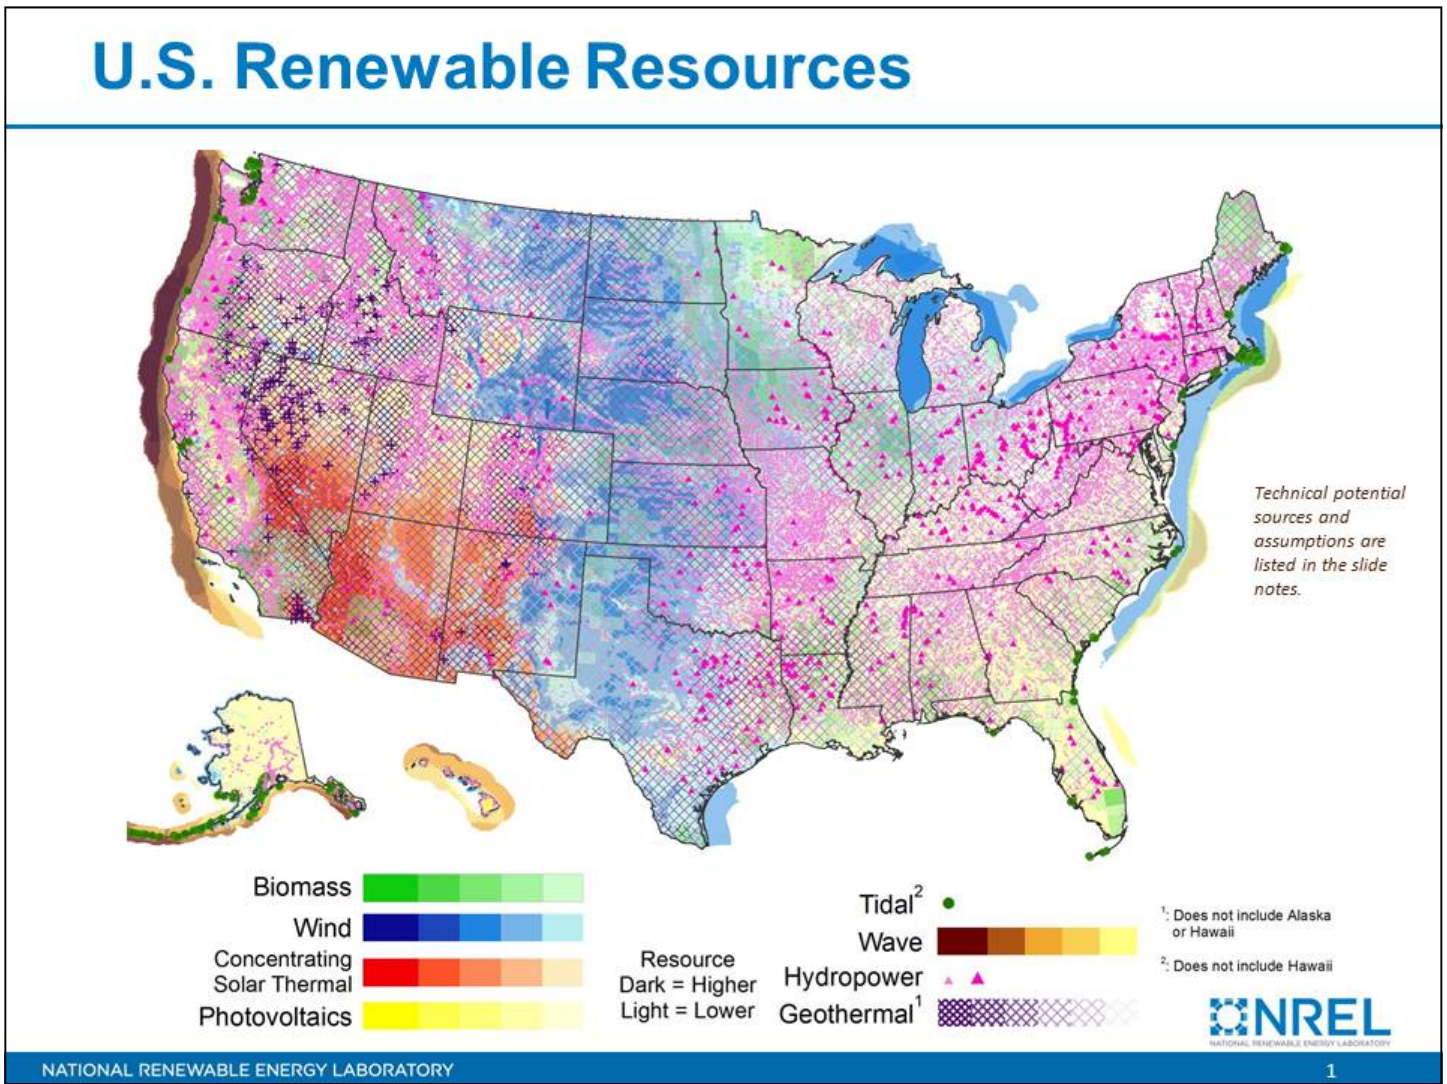 U.S. Renewable Resources
Technical potential
sources and
assumptions are
listed in the slide
notes.
Biomass
Wind
Concentrating
Solar Thermal
Photovoltaics
Resource
Dark = Higher
Light = Lower
Tidal²
Wave
Hydropower
Geothermal¹
¹: Does not include Alaska
or Hawaii
²: Does not include Hawaii
NREL
NATIONAL RENEWABLE ENERGY LABORATORY
NATIONAL RENEWABLE ENERGY LABORATORY
1